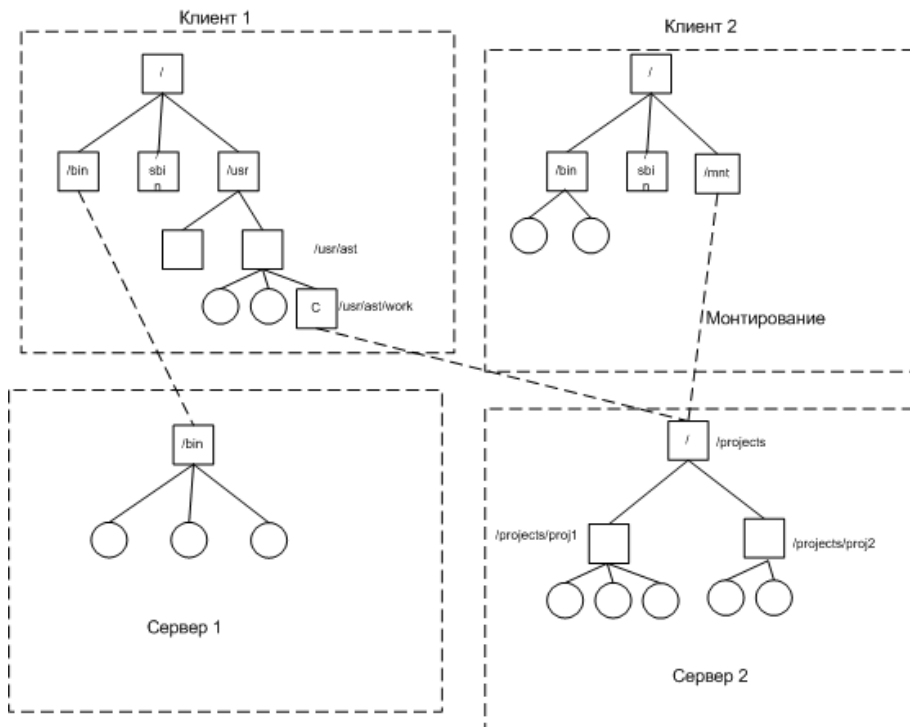 Клиент 1
Клиент 2
/
/
/bin
/
sbi
n
/usr
/bin
/
sbi
n
/mnt
/usr/ast
C
/usr/ast/work
Монтирование
/bin
/
/projects
/projects/proj1
/projects/proj2
Сервер 1
Сервер 2